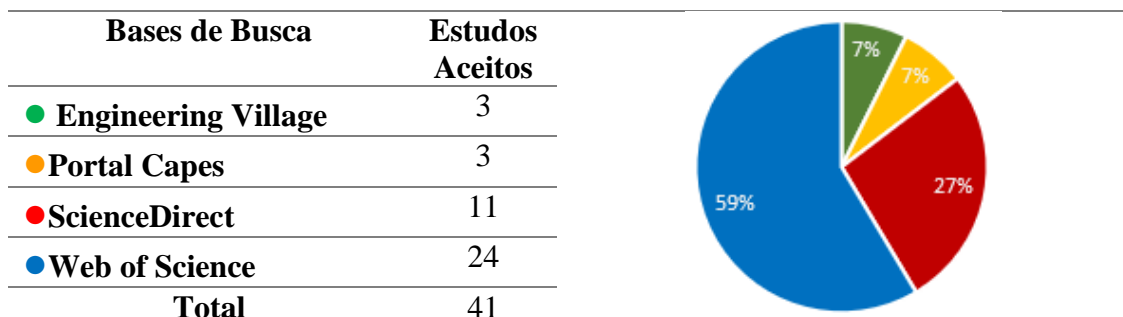 Bases de Busca Estudos Aceitos
Engineering Village 3
Portal Capes 3
ScienceDirect 11
Web of Science 24
Total 41
7%
7%
27%
59%